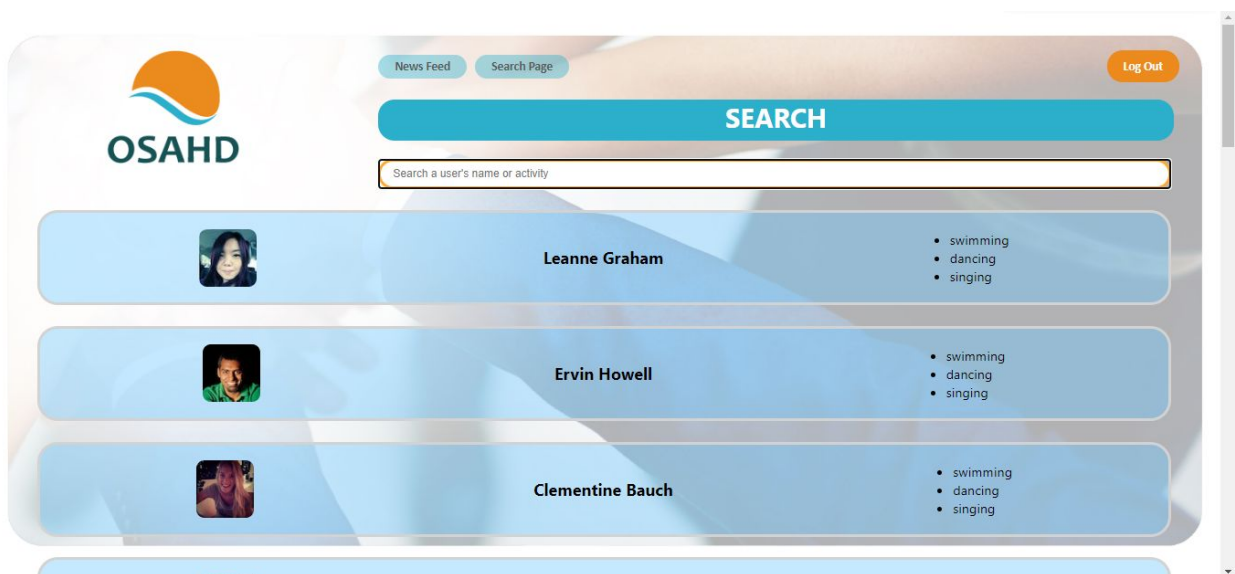 OSAHD
News Feed
Search Page
Log Out
SEARCH
Search a user's name or activity
Leanne Graham
swimming
dancing
singing
Ervin Howell
swimming
dancing
singing
Clementine Bauch
swimming
dancing
singing